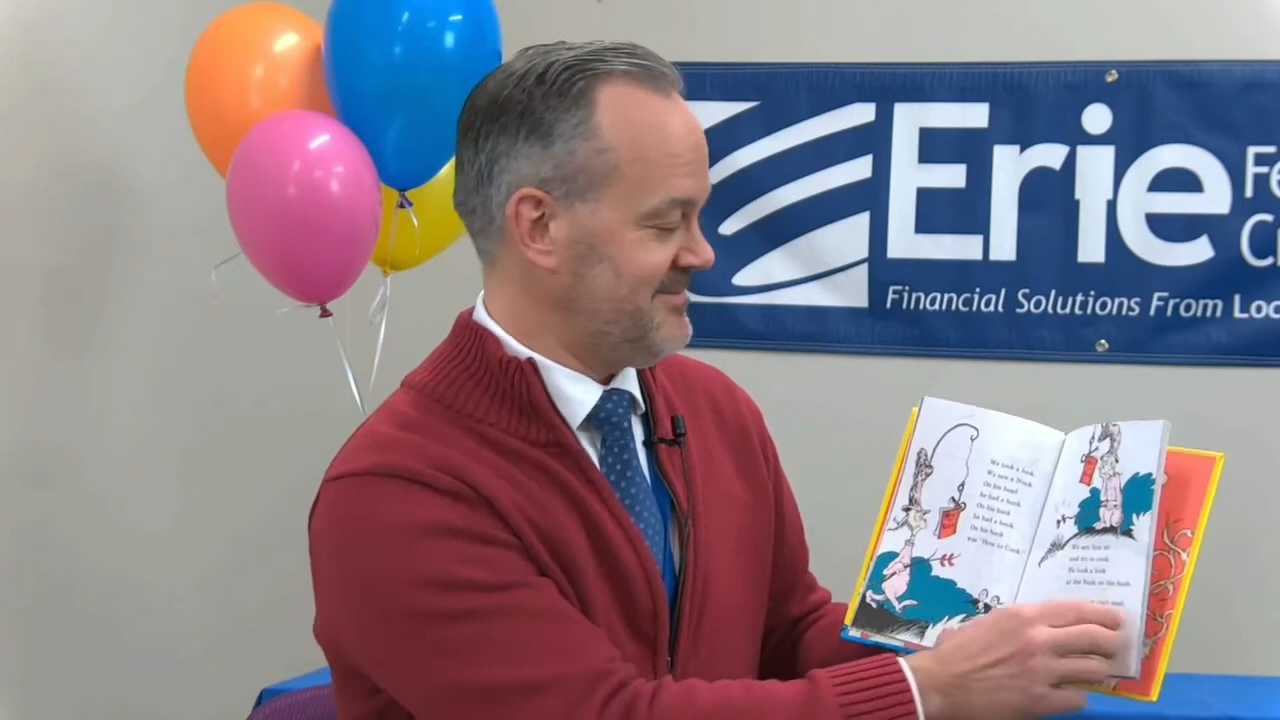 Erie Fe
C
Financial Solutions From Loc
We took a look.
We saw a Nook.
On his head
he had a hook.
On his hook
he had a book.
On his book
was "How to Cook."
We saw him sit
and try to cook.
He took a look
at the book on the hook.